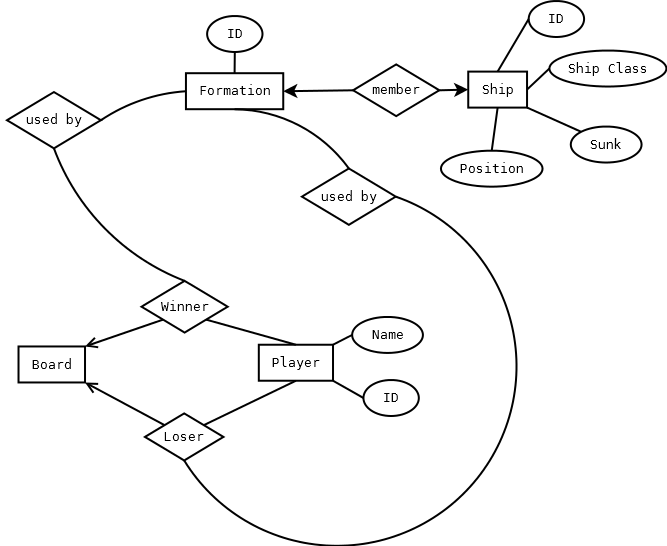 ID
ID
Ship Class
Formation
member
Ship
used by
Sunk
Position
used by
Winner
Name
Board
Player
ID
Loser